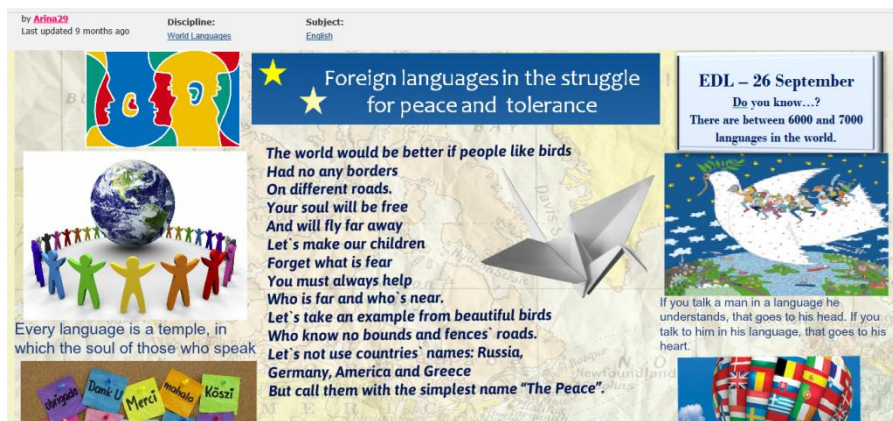 by Arina29
Last updated 9 months ago
Discipline:
World Languages
Subject:
English
Foreign languages in the struggle
for peace and tolerance
EDL – 26 September
Do you know...?
There are between 6000 and 7000
languages in the world.
The world would be better if people like birds
Had no any borders
On different roads.
Your soul will be free
And will fly far away
Let`s make our children
Forget what is fear
You must always help
Who is far and who`s near.
Let`s take an example from beautiful birds
Who know no bounds and fences` roads.
Let`s not use countries` names: Russia,
Germany, America and Greece
But call them with the simplest name “The Peace”.
Every language is a temple, in
which the soul of those who speak
If you talk a man in a language he
understands, that goes to his head. If you
talk to him in his language, that goes to his
heart.
obrigado
Dank U
Merci
mahalo
Köszi
Davis S
Hudson Strait
Newfoundland